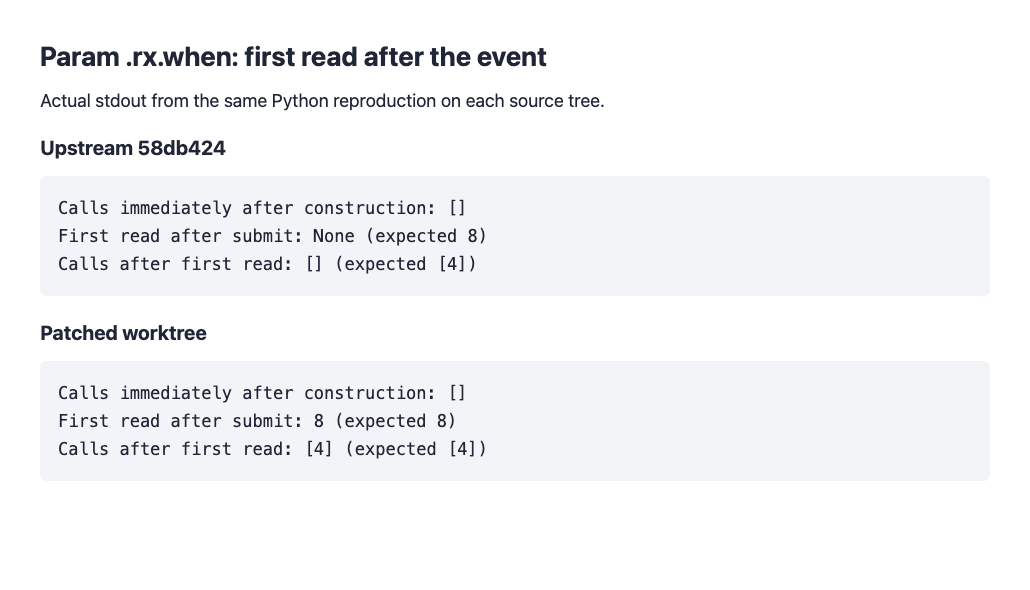 Param .rx.when: first read after the event
Actual stdout from the same Python reproduction on each source tree.
Upstream 58db424
Calls immediately after construction: []
First read after submit: None (expected 8)
Calls after first read: [] (expected [4])
Patched worktree
Calls immediately after construction: []
First read after submit: 8 (expected 8)
Calls after first read: [4] (expected [4])